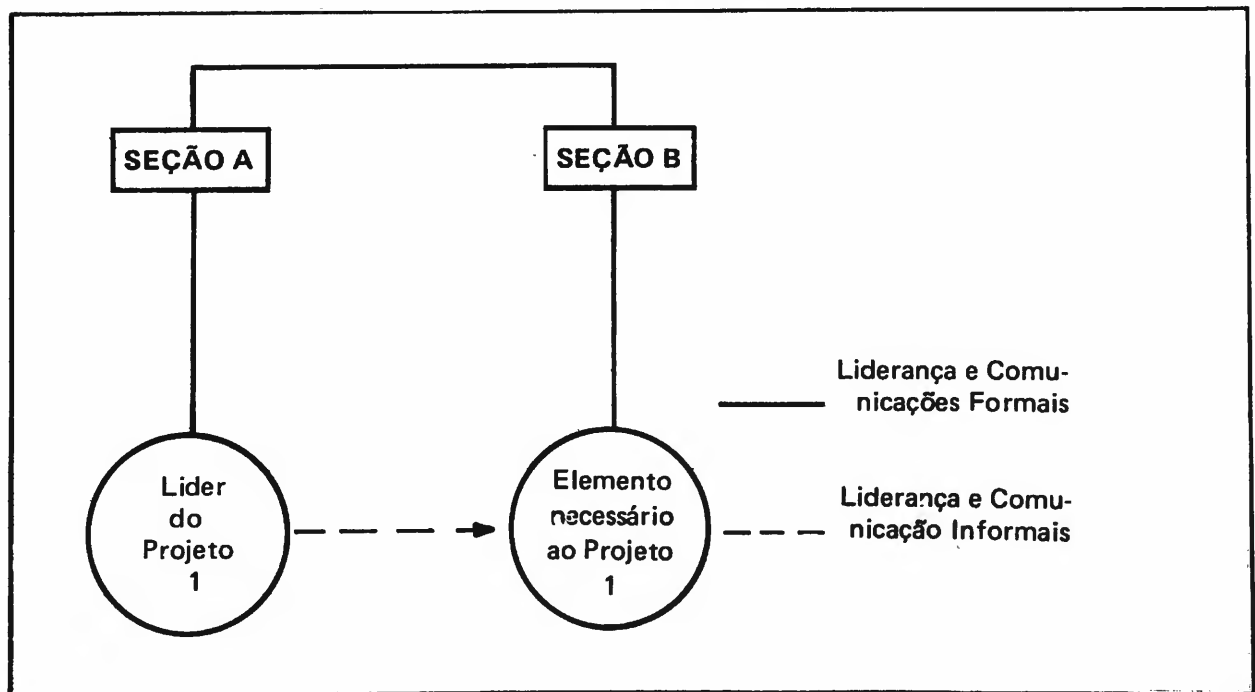 SEÇÃO A
SEÇÃO B
Liderança e Comu-
nicações Formais
Lider
do
Projeto
1
Elemento
necessário
ao Projeto
1
Liderança e Comu-
nicação Informais